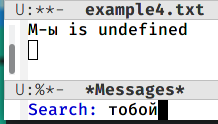 U:**-  example4.txt
M-ы is undefined
U:%*-  *Messages*
Search: тобой